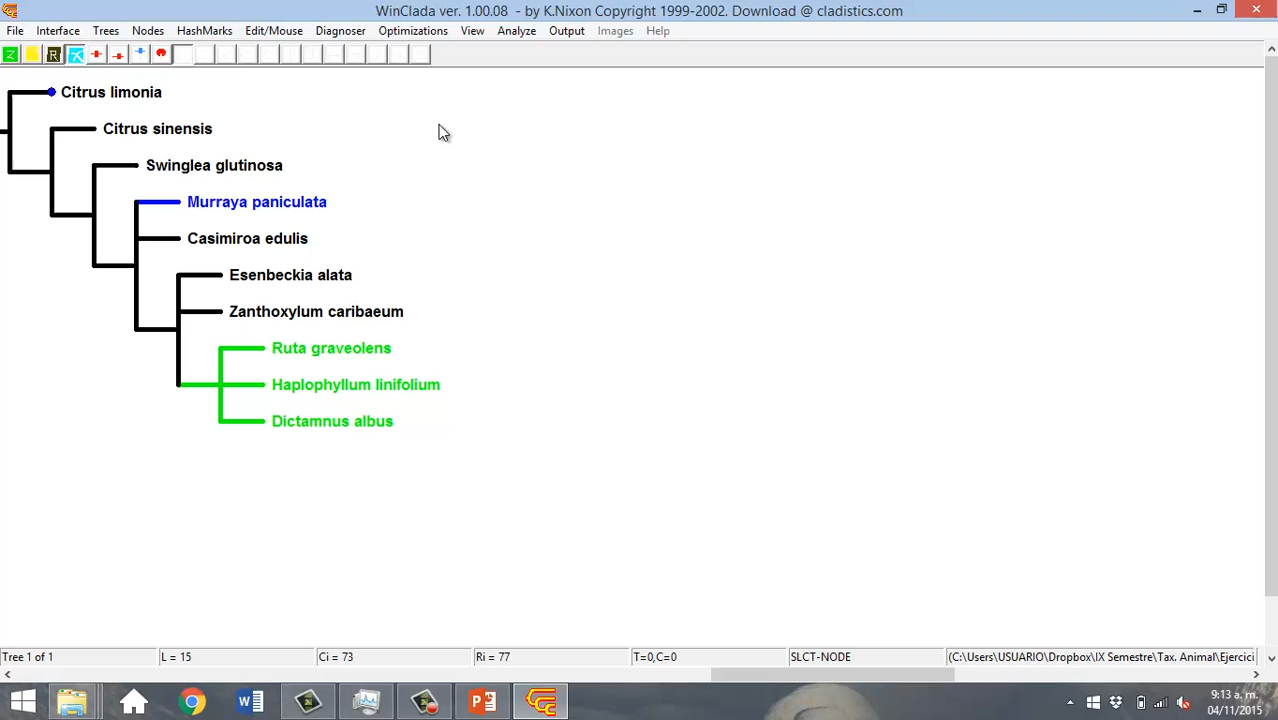 WinClada ver. 1.00.08 - by K.Nixon Copyright 1999-2002. Download @ cladistics.com
File Interface Trees Nodes HashMarks Edit/Mouse Diagnoser Optimizations View Analyze Output Images Help
Z R
Citrus limonia
Citrus sinensis
Swinglea glutinosa
Murraya paniculata
Casimiroa edulis
Esenbeckia alata
Zanthoxylum caribaeum
Ruta graveolens
Haplophyllum linifolium
Dictamnus albus
Tree 1 of 1 L = 15 Ci = 73 Ri = 77 T=0,C=0 SLCT-NODE (C:\Users\USUARIO\Dropbox\IX Semestre\Tax. Animal\Ejercici
9:13 a. m.
04/11/2015